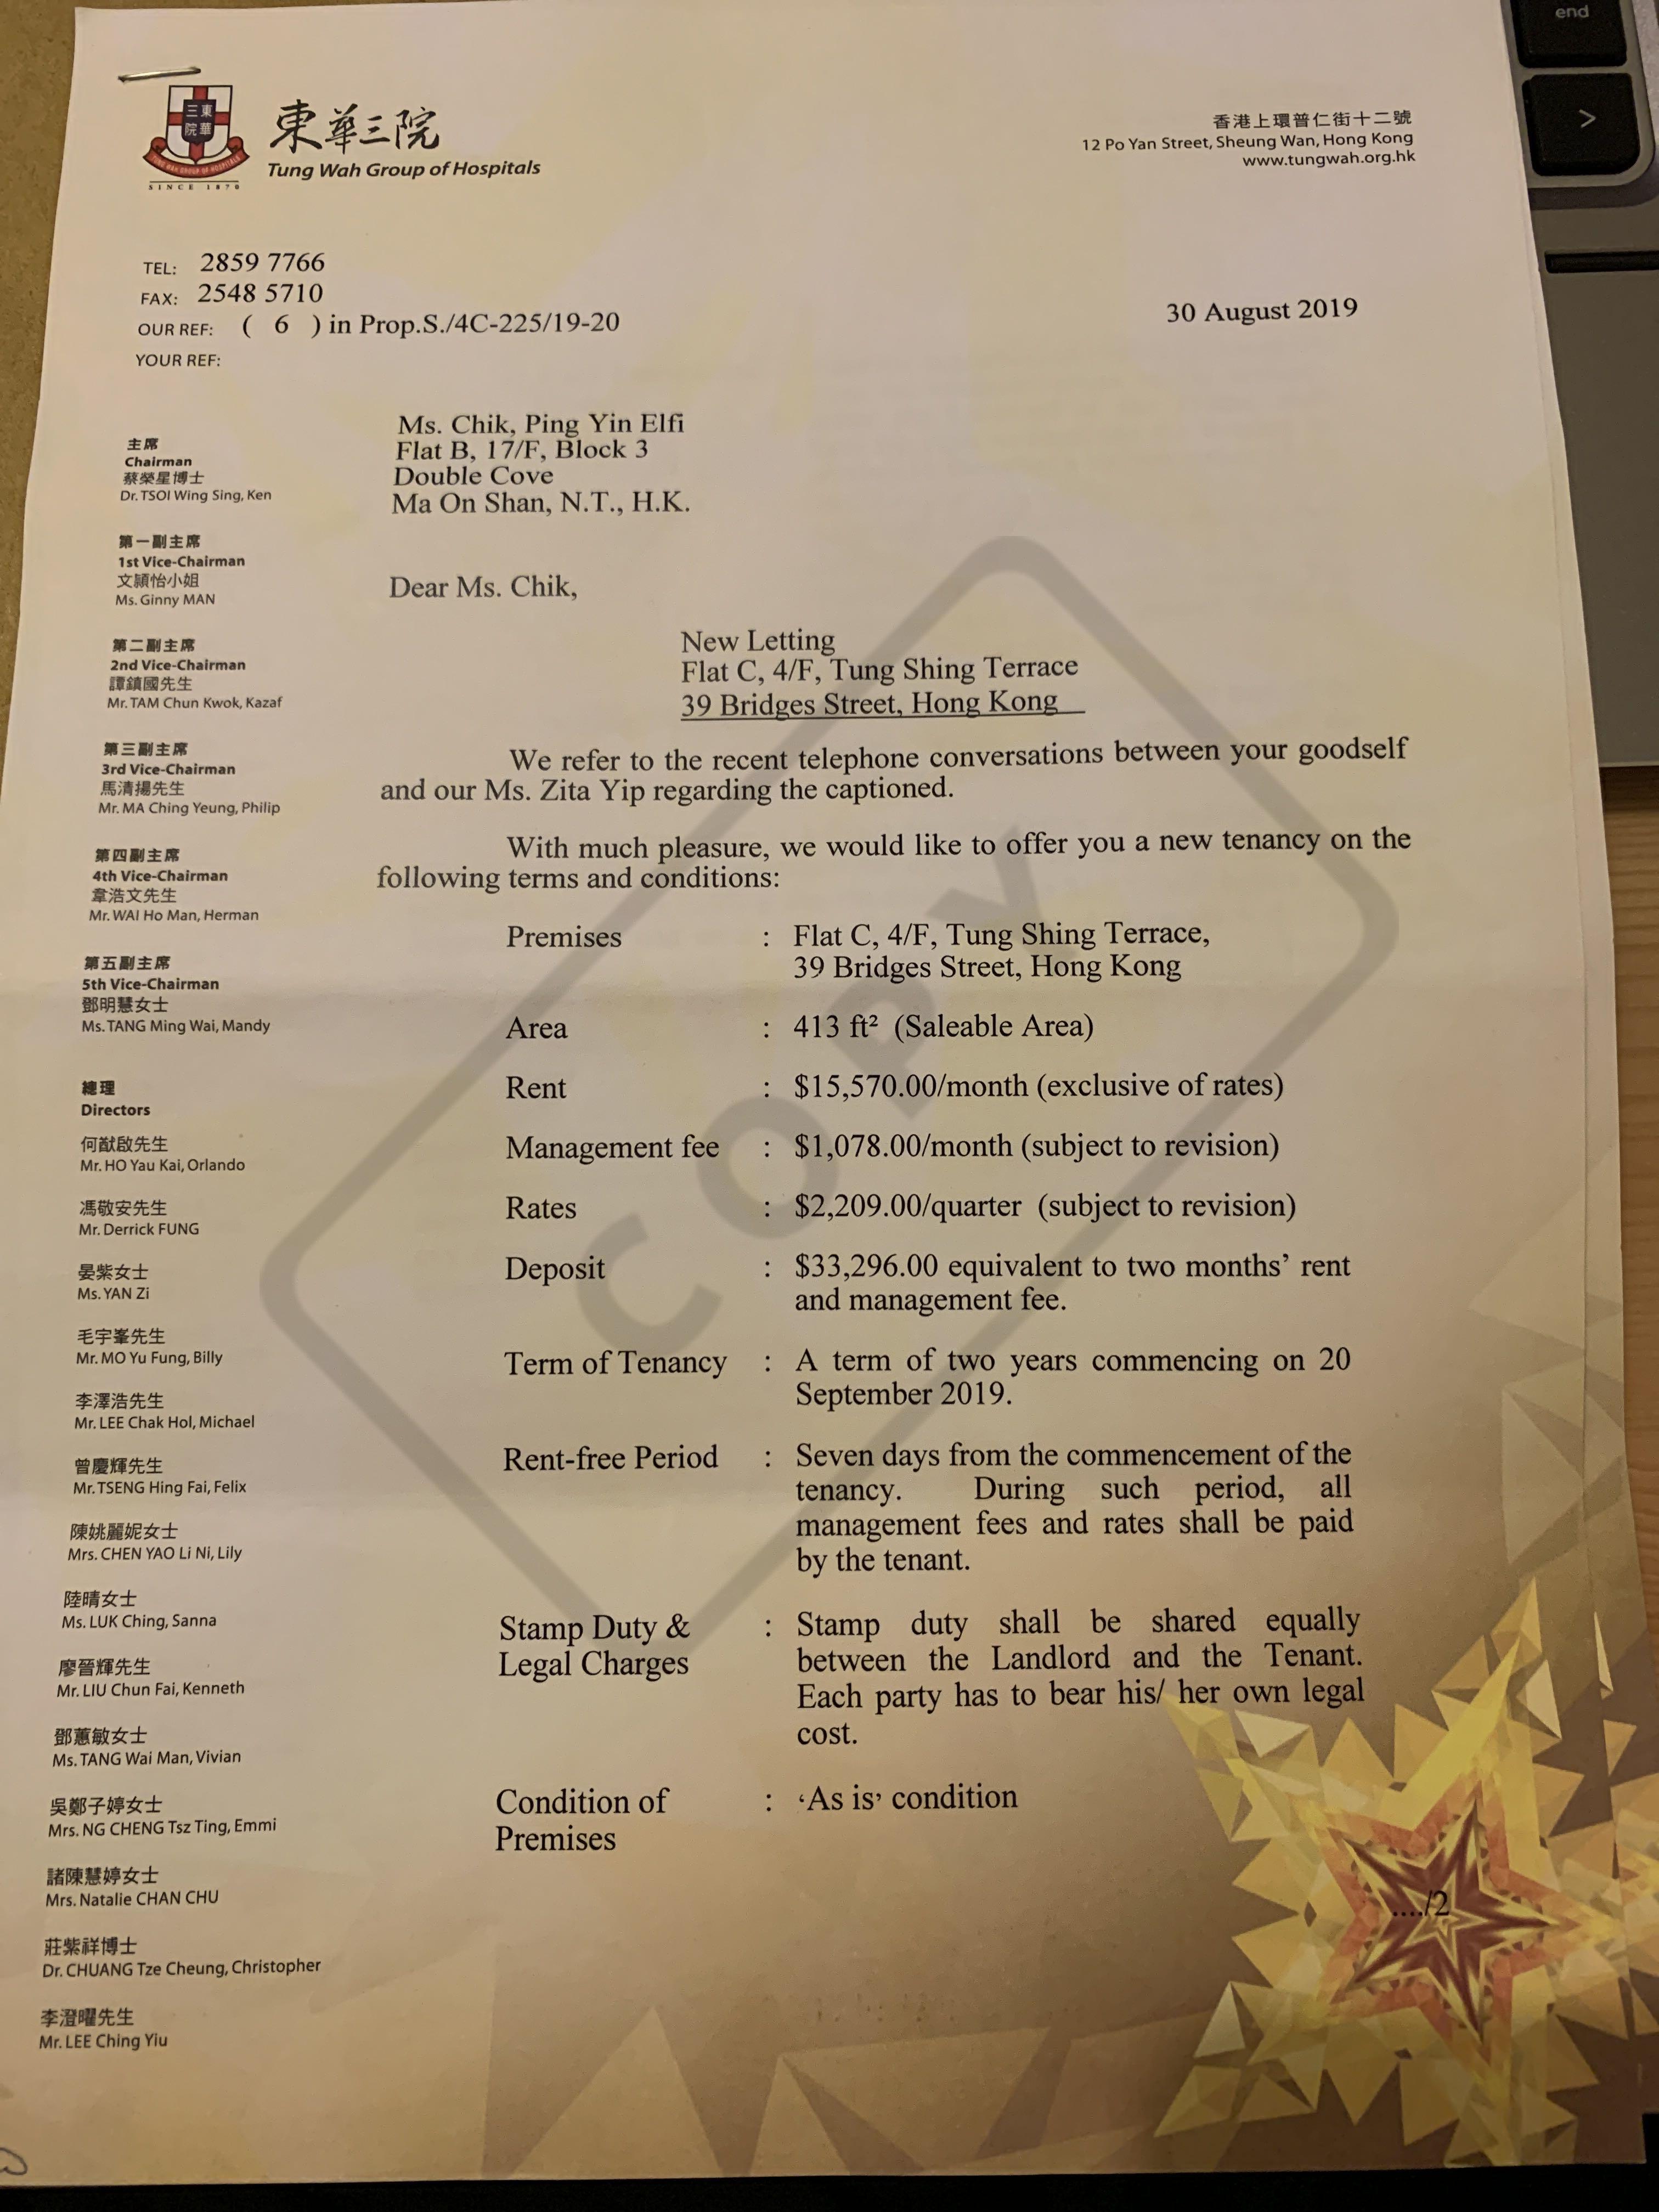 東華三院
Tung Wah Group of Hospitals
三東
院華
TUNG WAH GROUP OF HOSPITALS
SINCE 1870
香港上環普仁街十二號
12 Po Yan Street, Sheung Wan, Hong Kong
www.tungwah.org.hk
end
>
TEL: 2859 7766
FAX: 2548 5710
OUR REF: ( 6 ) in Prop.S./4C-225/19-20
YOUR REF:
30 August 2019
主席
Chairman
蔡榮星博士
Dr. TSOI Wing Sing, Ken
第一副主席
1st Vice-Chairman
文頴怡小姐
Ms. Ginny MAN
第二副主席
2nd Vice-Chairman
譚鎮國先生
Mr. TAM Chun Kwok, Kazaf
第三副主席
3rd Vice-Chairman
馬清揚先生
Mr. MA Ching Yeung, Philip
第四副主席
4th Vice-Chairman
韋浩文先生
Mr. WAI Ho Man, Herman
第五副主席
5th Vice-Chairman
鄧明慧女士
Ms. TANG Ming Wai, Mandy
總理
Directors
何猷啟先生
Mr. HO Yau Kai, Orlando
馮敬安先生
Mr. Derrick FUNG
晏紫女士
Ms. YAN Zi
毛宇峯先生
Mr. MO Yu Fung, Billy
李澤浩先生
Mr. LEE Chak Hol, Michael
曾慶輝先生
Mr. TSENG Hing Fai, Felix
陳姚麗妮女士
Mrs. CHEN YAO Li Ni, Lily
陸晴女士
Ms. LUK Ching, Sanna
廖晉輝先生
Mr. LIU Chun Fai, Kenneth
鄧蕙敏女士
Ms. TANG Wai Man, Vivian
吳鄭子婷女士
Mrs. NG CHENG Tsz Ting, Emmi
諸陳慧婷女士
Mrs. Natalie CHAN CHU
莊紫祥博士
Dr. CHUANG Tze Cheung, Christopher
李澄曜先生
Mr. LEE Ching Yiu
Ms. Chik, Ping Yin Elfi
Flat B, 17/F, Block 3
Double Cove
Ma On Shan, N.T., H.K.
Dear Ms. Chik,
New Letting
Flat C, 4/F, Tung Shing Terrace
39 Bridges Street, Hong Kong
We refer to the recent telephone conversations between your goodself
and our Ms. Zita Yip regarding the captioned.
With much pleasure, we would like to offer you a new tenancy on the
following terms and conditions:
Premises : Flat C, 4/F, Tung Shing Terrace,
39 Bridges Street, Hong Kong
Area : 413 ft² (Saleable Area)
Rent : $15,570.00/month (exclusive of rates)
Management fee : $1,078.00/month (subject to revision)
Rates : $2,209.00/quarter (subject to revision)
Deposit : $33,296.00 equivalent to two months’ rent
and management fee.
Term of Tenancy : A term of two years commencing on 20
September 2019.
Rent-free Period : Seven days from the commencement of the
tenancy. During such period, all
management fees and rates shall be paid
by the tenant.
Stamp Duty & : Stamp duty shall be shared equally
Legal Charges between the Landlord and the Tenant.
Each party has to bear his/ her own legal
cost.
Condition of : ‘As is’ condition
Premises
..../2
COPY